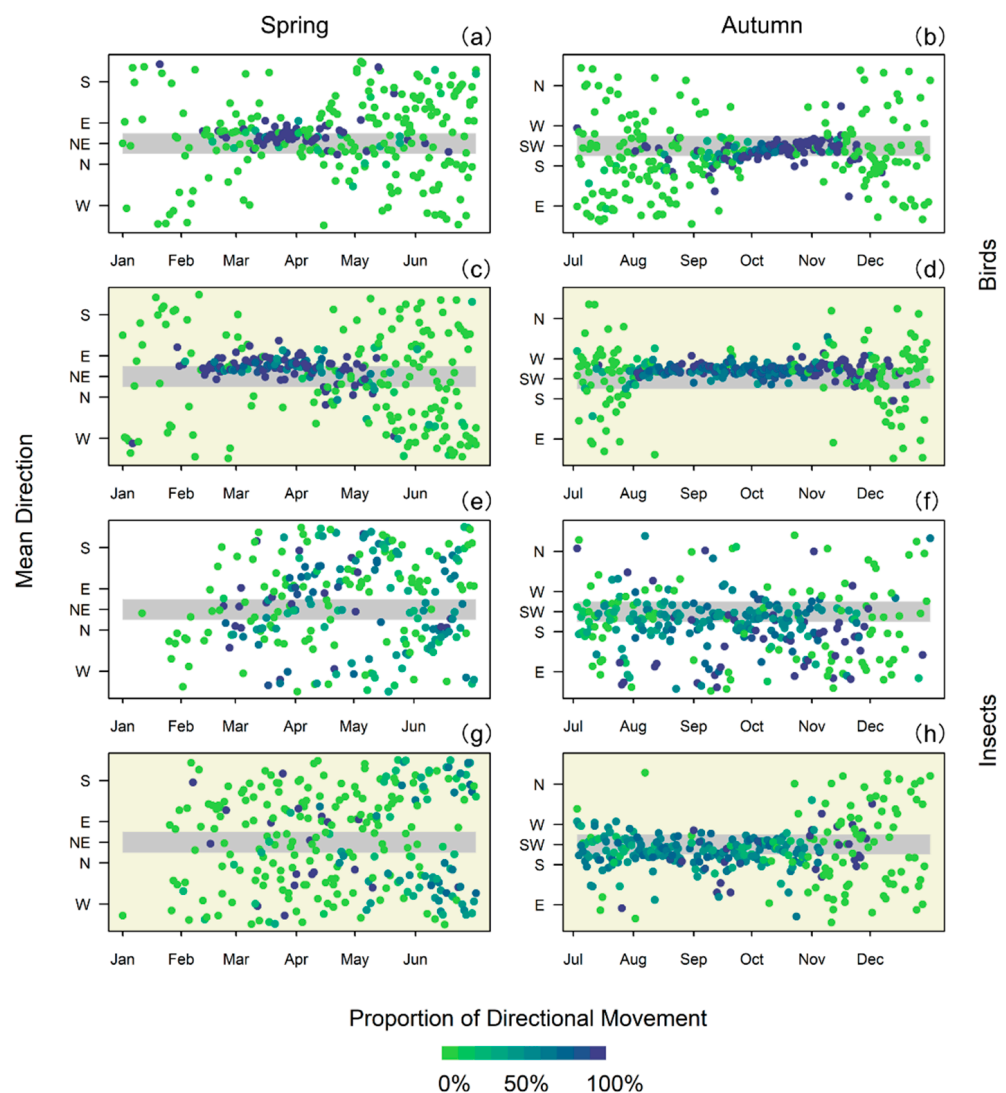 Spring
Autumn
(a)
(b)
S
E
NE
N
W
N
W
SW
S
E
Jan Feb Mar Apr May Jun
Jul Aug Sep Oct Nov Dec
Birds
(c)
(d)
S
E
NE
N
W
N
W
SW
S
E
Jan Feb Mar Apr May Jun
Jul Aug Sep Oct Nov Dec
Mean Direction
(e)
(f)
S
E
NE
N
W
N
W
SW
S
E
Jan Feb Mar Apr May Jun
Jul Aug Sep Oct Nov Dec
Insects
(g)
(h)
S
E
NE
N
W
N
W
SW
S
E
Jan Feb Mar Apr May Jun
Jul Aug Sep Oct Nov Dec
Proportion of Directional Movement
0% 50% 100%